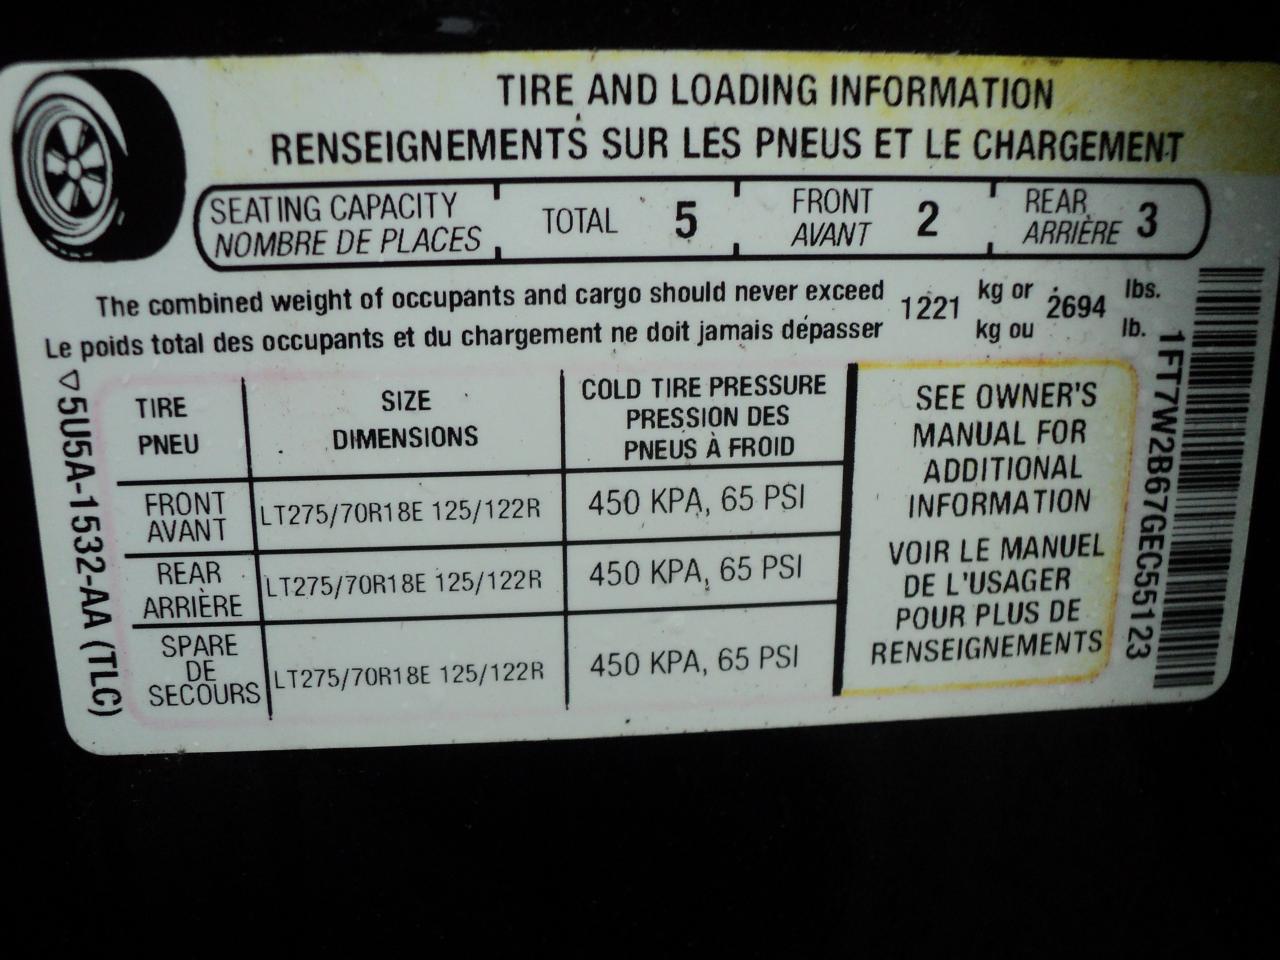 TIRE AND LOADING INFORMATION
RENSEIGNEMENTS SUR LES PNEUS ET LE CHARGEMENT
SEATING CAPACITY
NOMBRE DE PLACES
TOTAL 5
FRONT
AVANT
2
REAR
ARRIÈRE
3
The combined weight of occupants and cargo should never exceed
Le poids total des occupants et du chargement ne doit jamais dépasser
1221
kg or
kg ou
2694
lbs.
lb.
TIRE
PNEU
SIZE
DIMENSIONS
COLD TIRE PRESSURE
PRESSION DES
PNEUS À FROID
FRONT
AVANT
LT275/70R18E 125/122R
450 KPA, 65 PSI
REAR
ARRIÈRE
LT275/70R18E 125/122R
450 KPA, 65 PSI
SPARE
DE
SECOURS
LT275/70R18E 125/122R
450 KPA, 65 PSI
SEE OWNER'S
MANUAL FOR
ADDITIONAL
INFORMATION
VOIR LE MANUEL
DE L'USAGER
POUR PLUS DE
RENSEIGNEMENTS
5U5A-1532-AA (TLC)
1FT7W2B67GEC55123